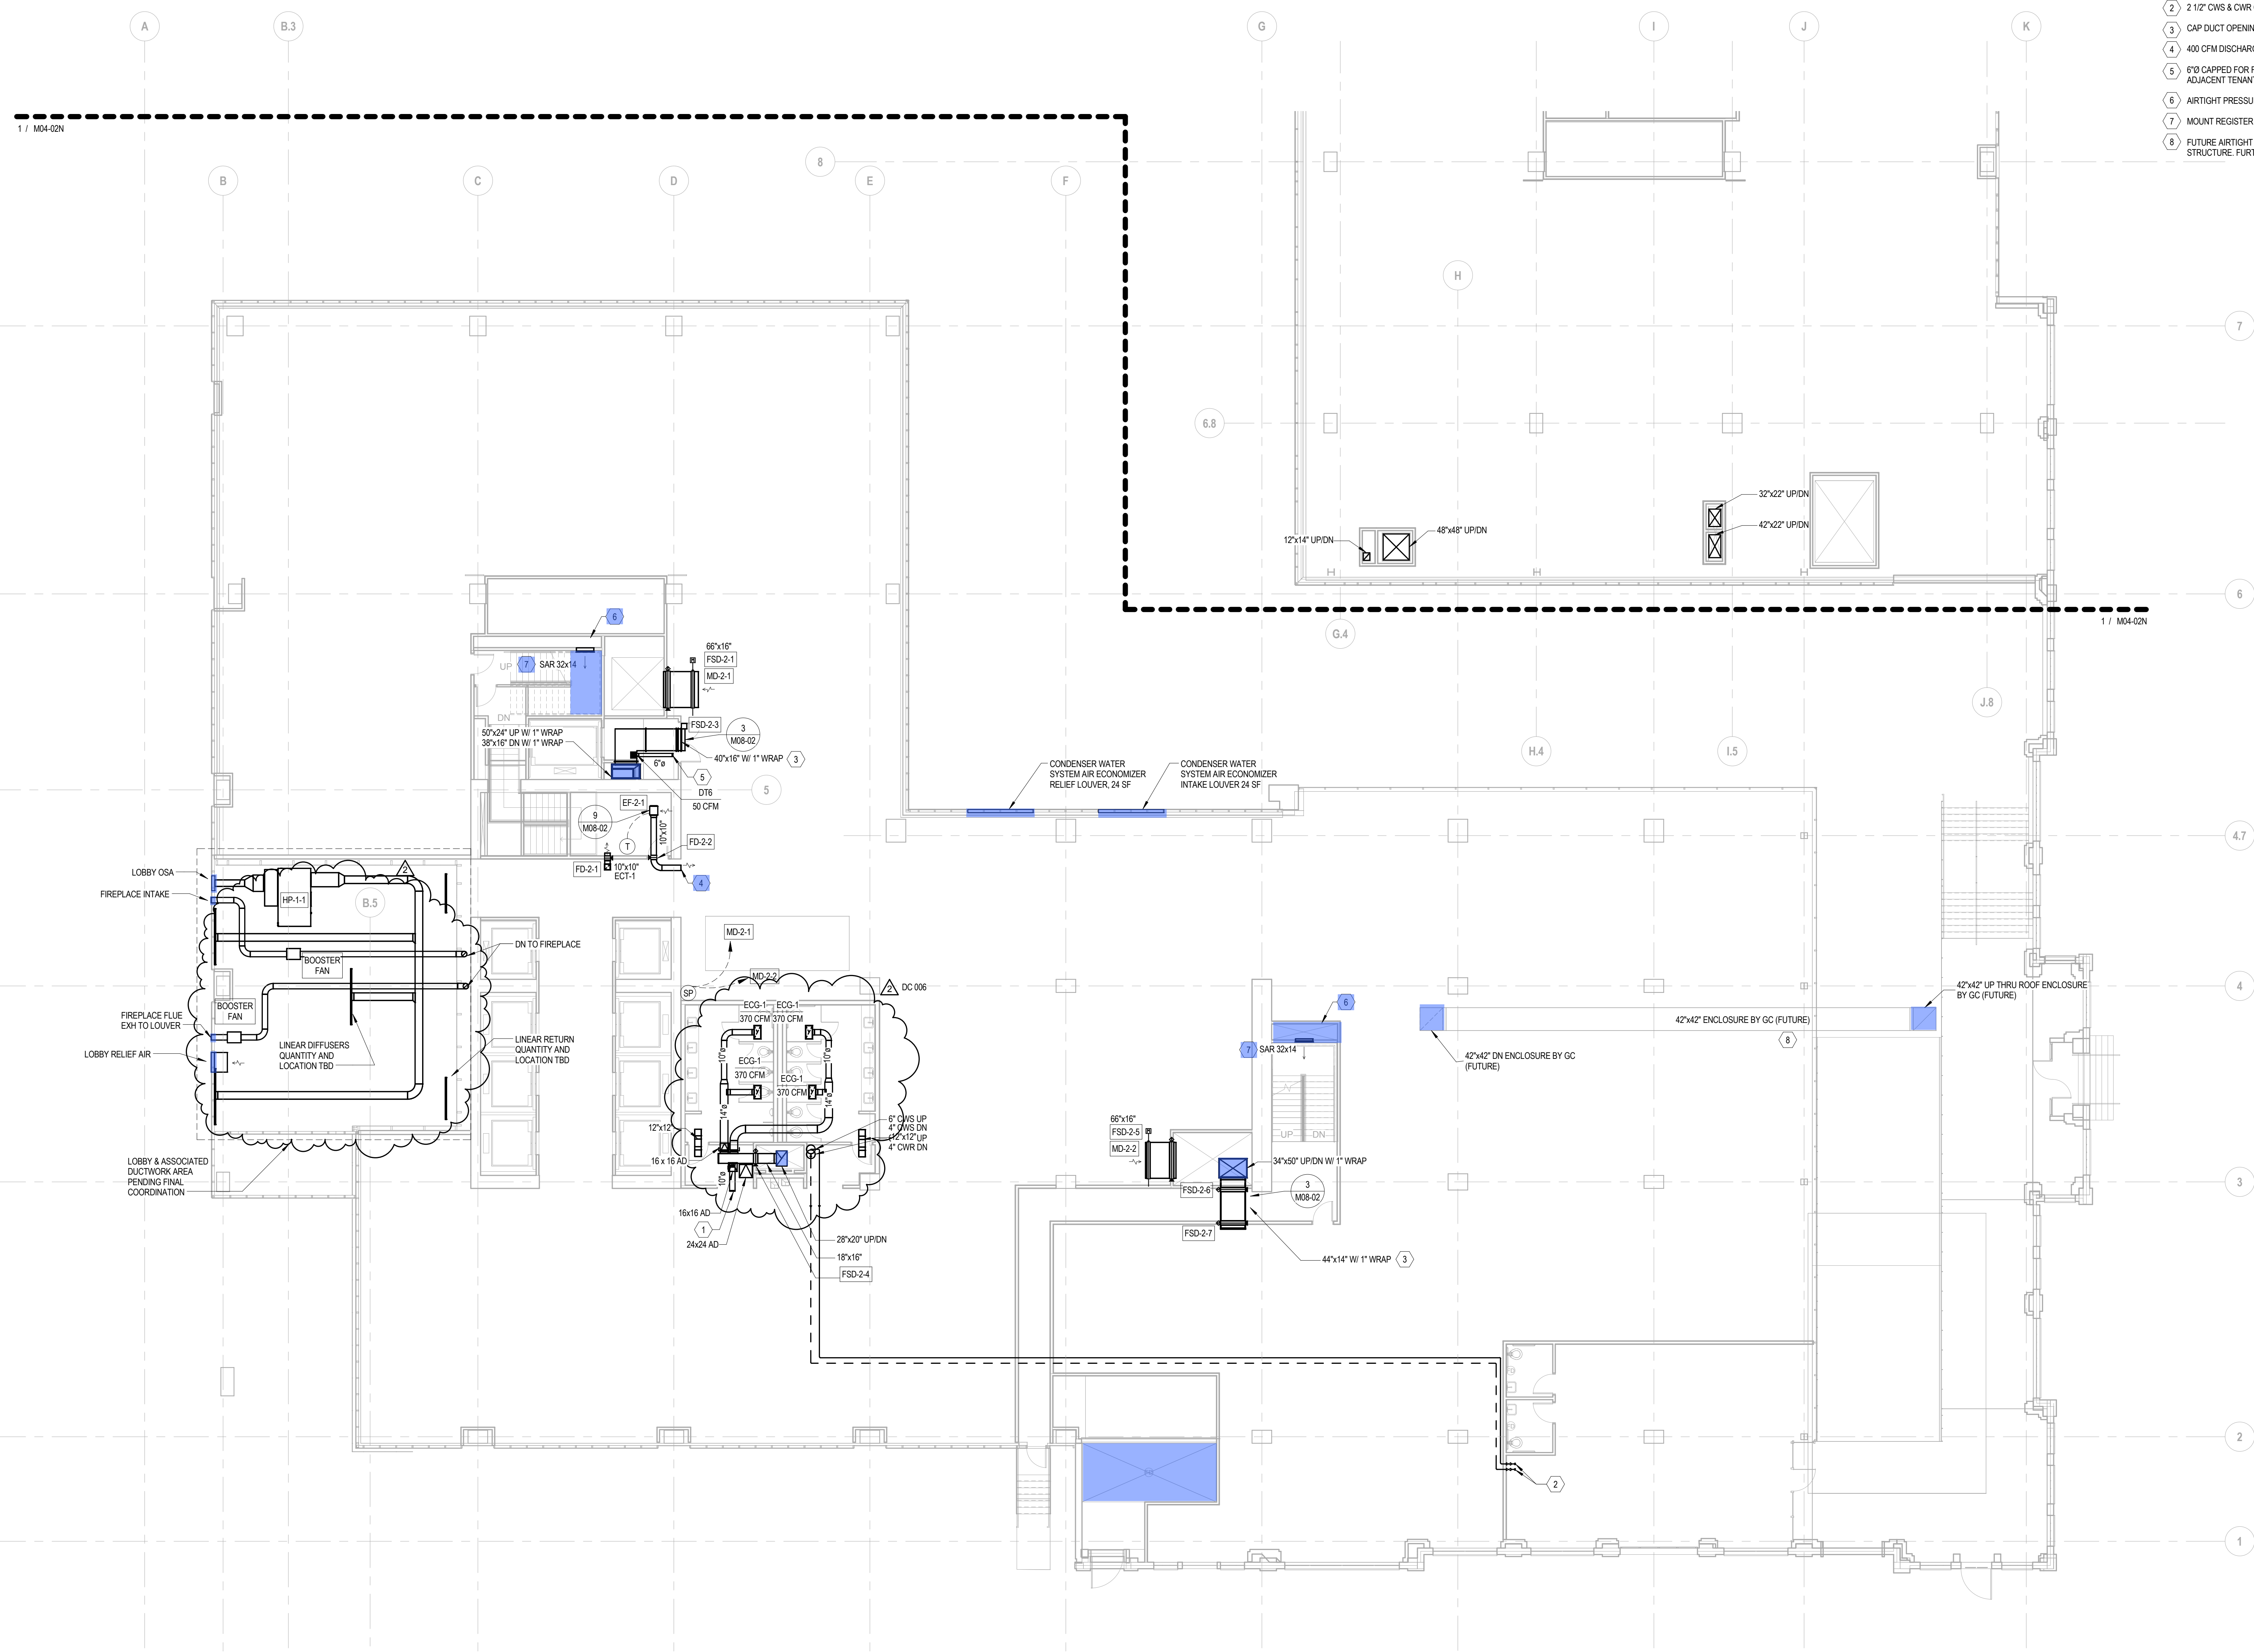 A
B.3
G
I
J
K
2 2 1/2" CWS & CWR
3 CAP DUCT OPENIN
4 400 CFM DISCHAR
5 6"Ø CAPPED FOR F
ADJACENT TENANT
6 AIRTIGHT PRESSU
7 MOUNT REGISTER
8 FUTURE AIRTIGHT
STRUCTURE. FURT
1 / M04-02N
8
B
C
D
E
F
H
7
6.8
32"x22" UP/DN
42"x22" UP/DN
48"x48" UP/DN
12"x14" UP/DN
6
1 / M04-02N
G.4
J.8
H.4
I.5
6
7 SAR 32x14
UP
DN
66"x16"
FSD-2-1
MD-2-1
FSD-2-3
3
M08-02
50"x24" UP W/ 1" WRAP
38"x16" DN W/ 1" WRAP
40"x16" W/ 1" WRAP 3
6"ø
5
DT6
50 CFM
5
EF-2-1
9
M08-02
10"x10"
T
FD-2-2
FD-2-1
10"x10"
ECT-1
4
CONDENSER WATER
SYSTEM AIR ECONOMIZER
RELIEF LOUVER, 24 SF
CONDENSER WATER
SYSTEM AIR ECONOMIZER
INTAKE LOUVER 24 SF
4.7
LOBBY OSA
FIREPLACE INTAKE
HP-1-1
2
B.5
DN TO FIREPLACE
BOOSTER
FAN
BOOSTER
FAN
FIREPLACE FLUE
EXH TO LOUVER
LOBBY RELIEF AIR
LINEAR DIFFUSERS
QUANTITY AND
LOCATION TBD
LINEAR RETURN
QUANTITY AND
LOCATION TBD
LOBBY & ASSOCIATED
DUCTWORK AREA
PENDING FINAL
COORDINATION
MD-2-1
MD-2-2
SP
2 DC 006
ECG-1
370 CFM
ECG-1
370 CFM
ECG-1
370 CFM
ECG-1
370 CFM
10"ø
10"ø
14"ø
14"ø
12"x12"
16 x 16 AD
10"ø
16x16 AD
1
24x24 AD
6" CWS UP
4" CWS DN
12"x12" UP
4" CWR DN
28"x20" UP/DN
18"x16"
FSD-2-4
4
42"x42" UP THRU ROOF ENCLOSURE
BY GC (FUTURE)
42"x42" ENCLOSURE BY GC (FUTURE)
8
42"x42" DN ENCLOSURE BY GC
(FUTURE)
6
7 SAR 32x14
UP
DN
66"x16"
FSD-2-5
MD-2-2
34"x50" UP/DN W/ 1" WRAP
FSD-2-6
3
M08-02
FSD-2-7
44"x14" W/ 1" WRAP 3
3
2
2
1